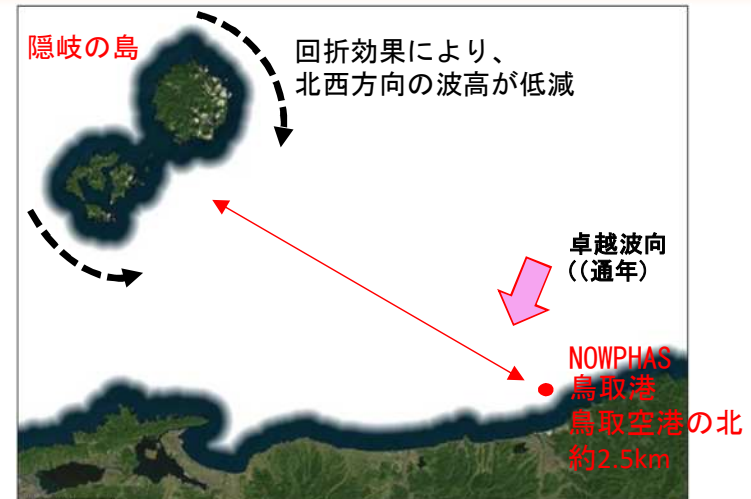 隠岐の島
回折効果により、
北西方向の波高が低減
卓越波向
((通年)
NOWPHAS
鳥取港
鳥取空港の北
約2.5km